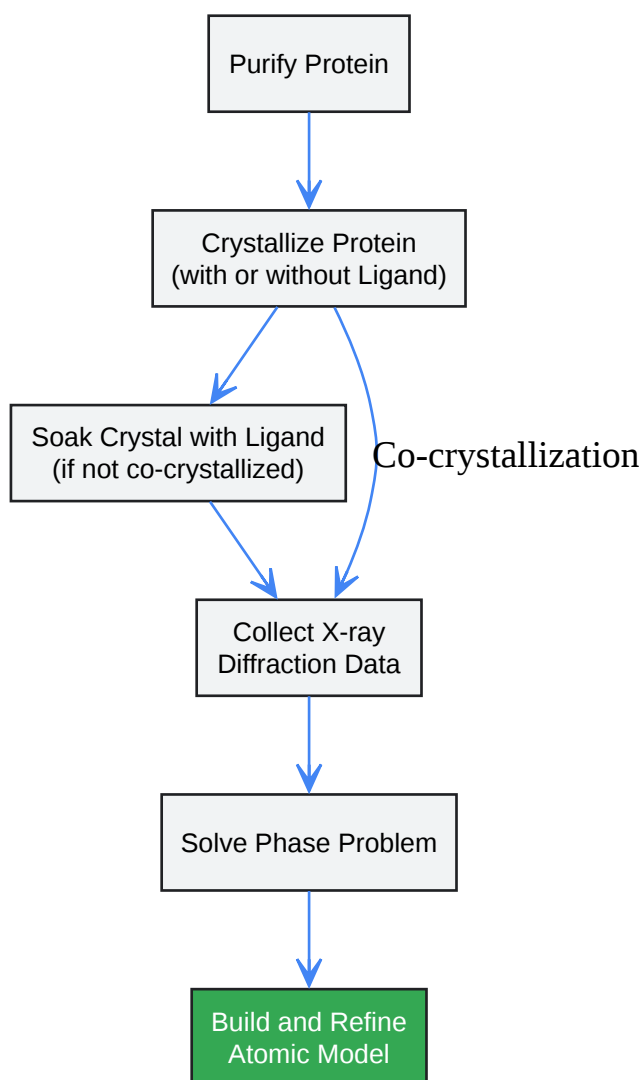 Purify Protein
Crystallize Protein
(with or without Ligand)
Soak Crystal with Ligand
(if not co-crystallized)
Co-crystallization
Collect X-ray
Diffraction Data
Solve Phase Problem
Build and Refine
Atomic Model